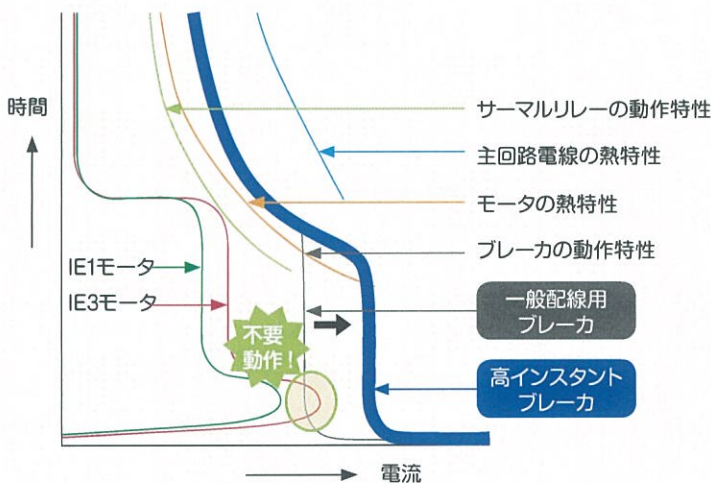 時間
サーマルリレーの動作特性
主回路電線の熱特性
モータの熱特性
ブレーカの動作特性
IE1モータ
IE3モータ
不要
動作!
一般配線用
ブレーカ
高インスタント
ブレーカ
電流